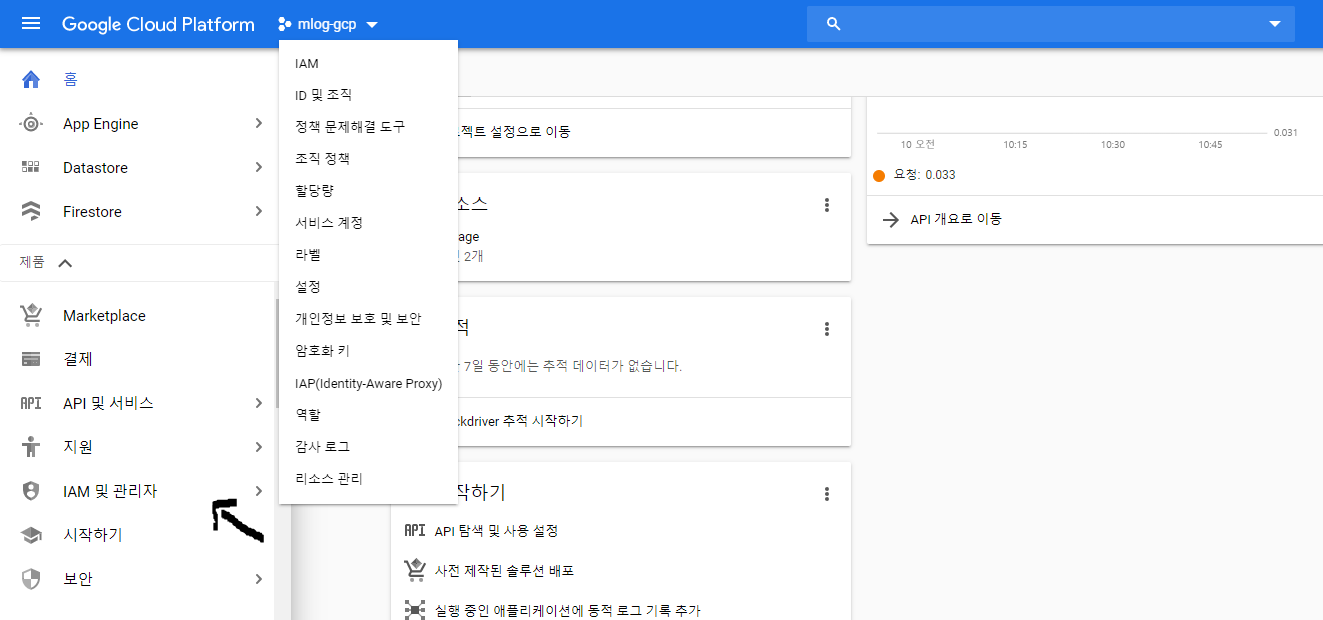 Google Cloud Platform
mlog-gcp
홈
App Engine
Datastore
Firestore
제품
Marketplace
결제
API API 및 서비스
지원
IAM 및 관리자
시작하기
보안
IAM
ID 및 조직
정책 문제해결 도구
조직 정책
할당량
서비스 계정
라벨
설정
개인정보 보호 및 보안
암호화 키
IAP(Identity-Aware Proxy)
역할
감사 로그
리소스 관리
젝트 설정으로 이동
소스
age
2개
적
7일 동안에는 추적 데이터가 없습니다.
ckdriver 추적 시작하기
작하기
API API 탐색 및 사용 설정
사전 제작된 솔루션 배포
실행 중인 애플리케이션에 동적 로그 기록 추가
0.031
10 오전 10:15 10:30 10:45
요청: 0.033
API 개요로 이동